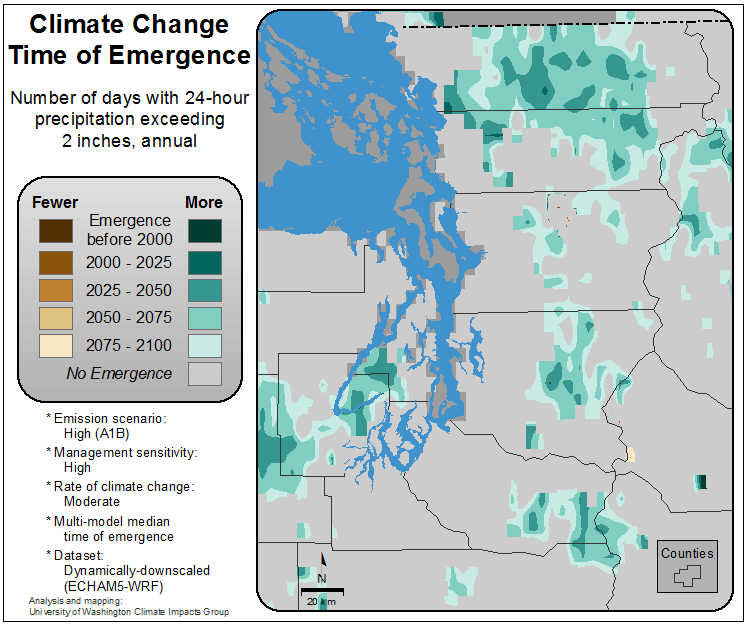 Climate Change
Time of Emergence
Number of days with 24-hour
precipitation exceeding
2 inches, annual
Fewer
More
Emergence
before 2000
2000 - 2025
2025 - 2050
2050 - 2075
2075 - 2100
No Emergence
* Emission scenario:
High (A1B)
* Management sensitivity:
High
* Rate of climate change:
Moderate
* Multi-model median
time of emergence
* Dataset:
Dynamically-downscaled
(ECHAM5-WRF)
Analysis and mapping:
University of Washington Climate Impacts Group
N
20 km
Counties